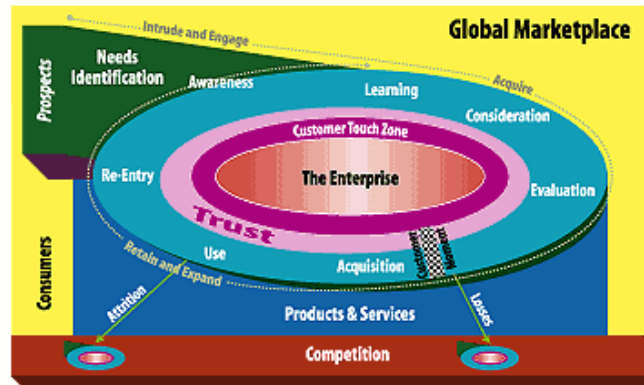 Intrude and Engage
Global Marketplace
Prospects
Needs
Identification
Awareness
Learning
Acquire
Consideration
Customer Touch Zone
Re-Entry
The Enterprise
Evaluation
Trust
Use
Acquisition
Customer
Moment
Retain and Expand
Consumers
Attrition
Products & Services
Losses
Competition